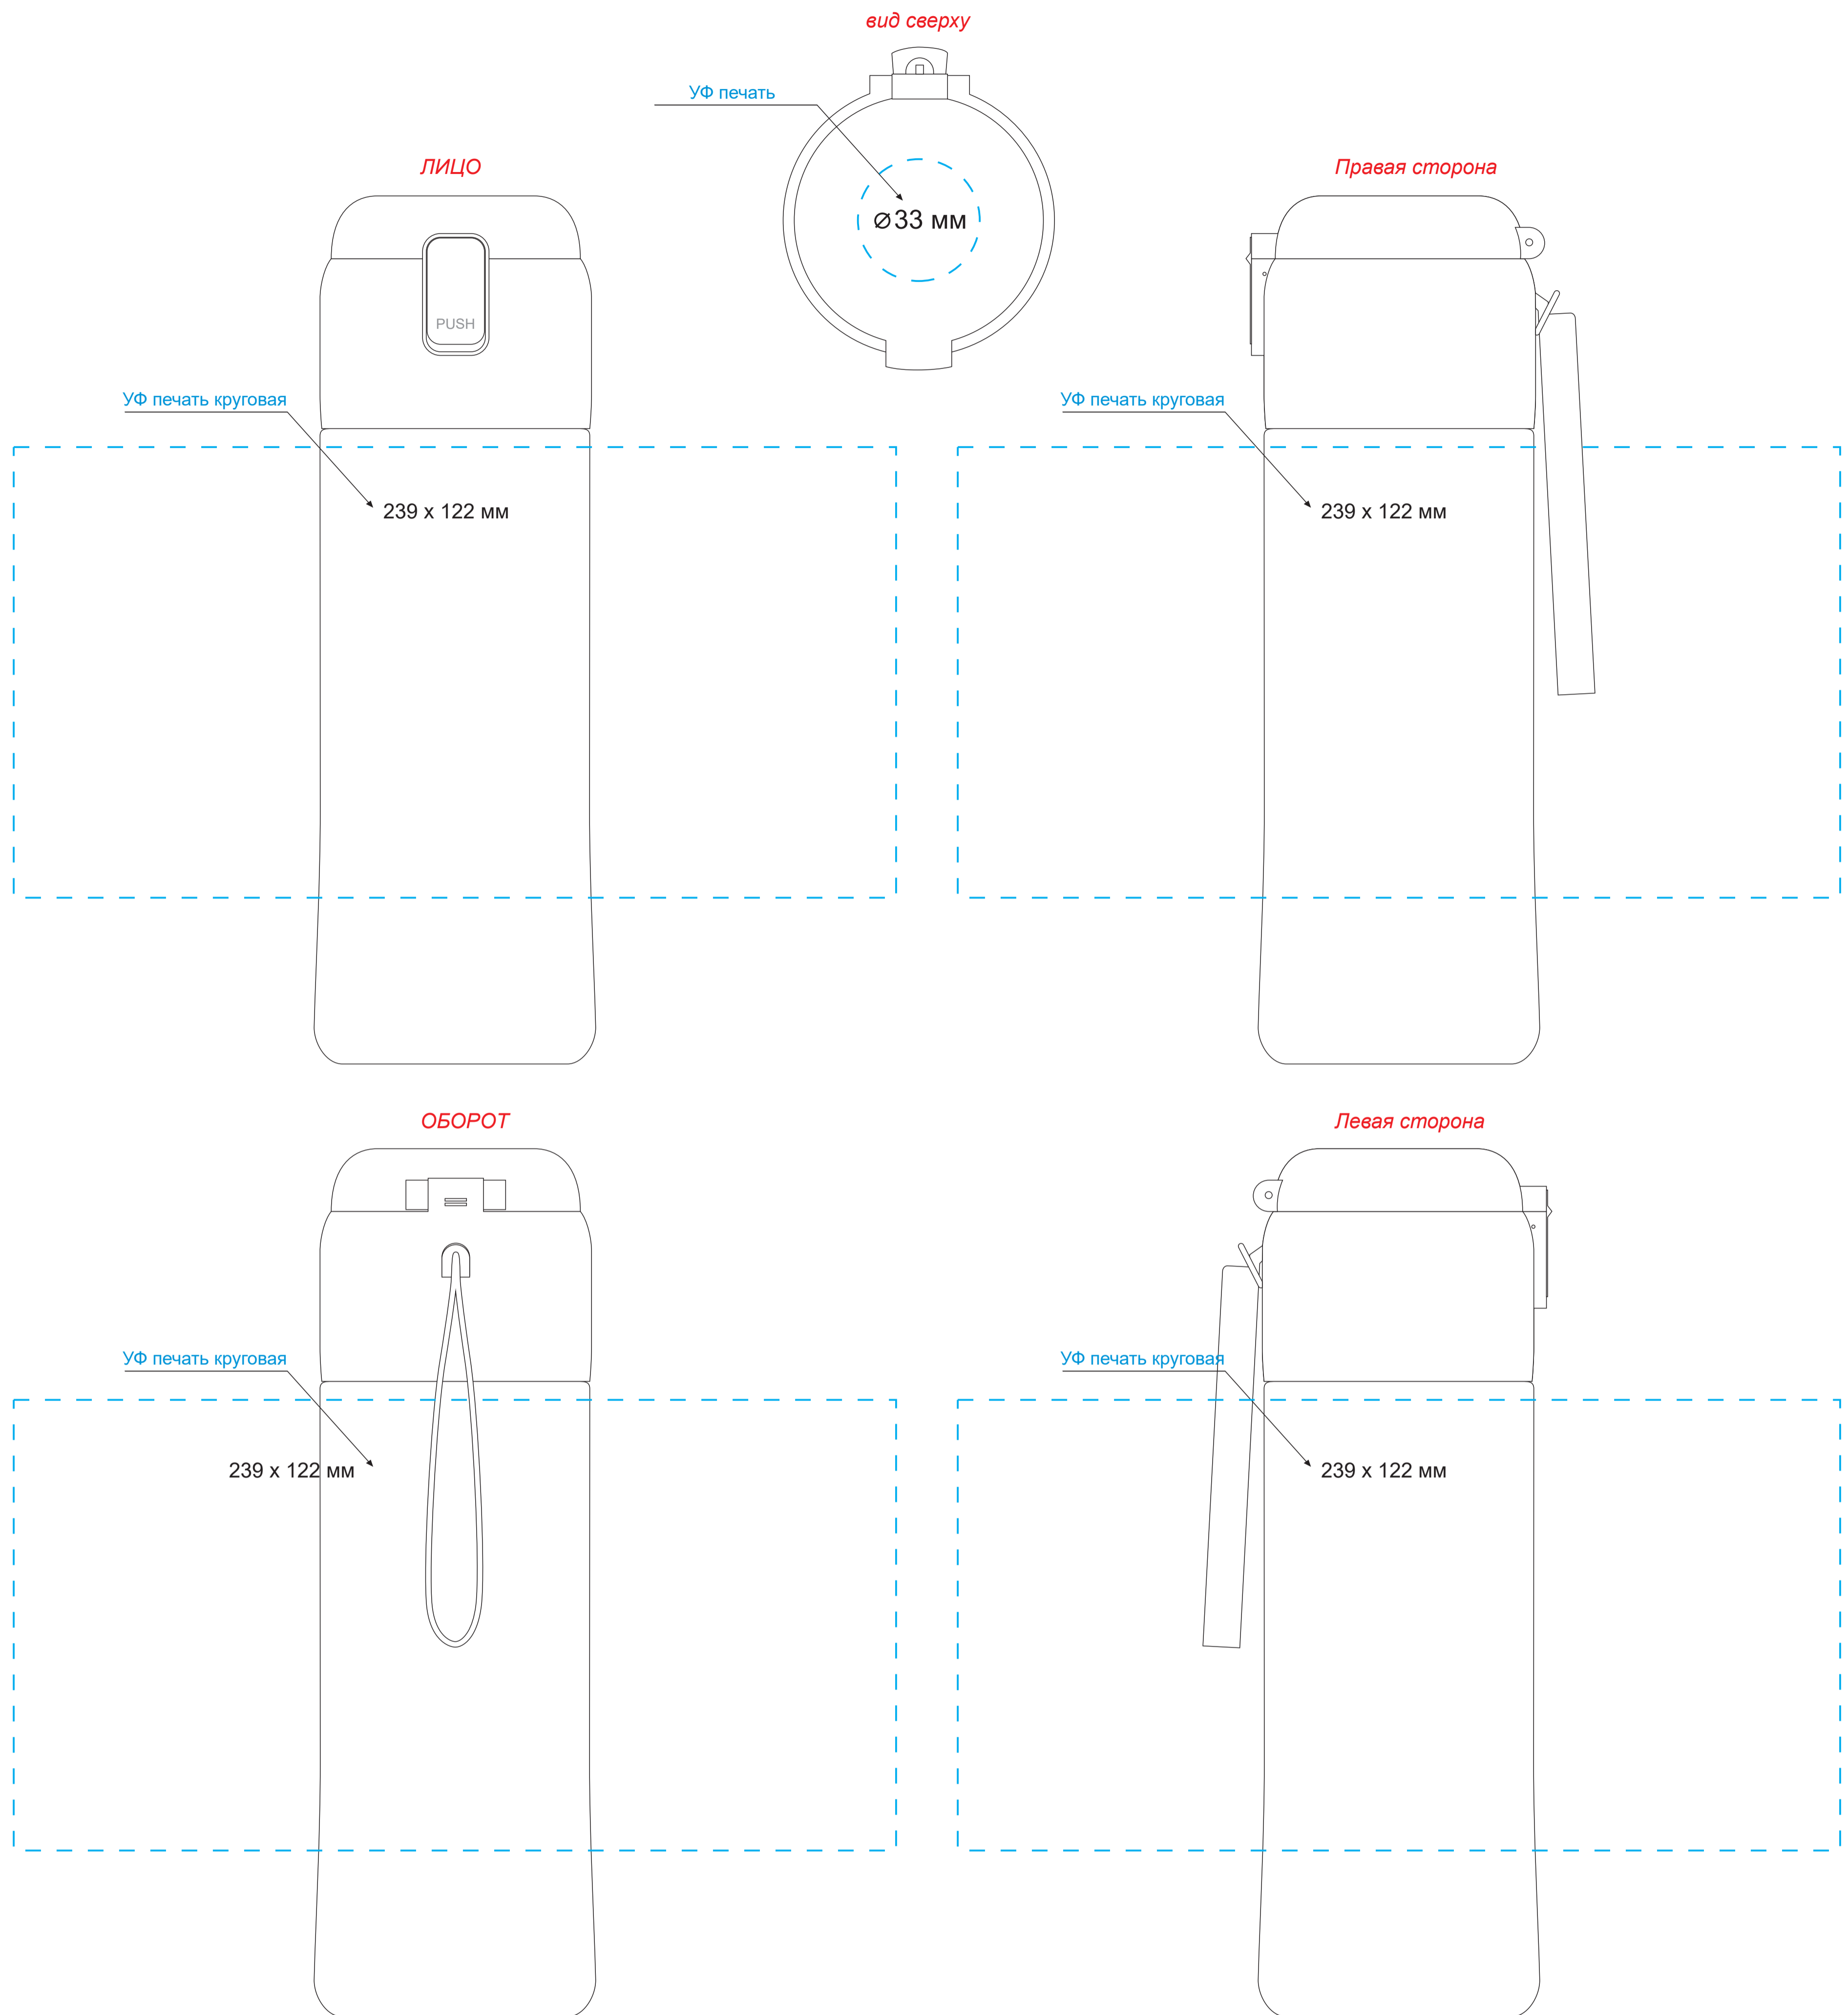 вид сверху
УФ печать
⌀33 мм
ЛИЦО
PUSH
УФ печать круговая
239 х 122 мм
Правая сторона
УФ печать круговая
239 х 122 мм
ОБОРОТ
УФ печать круговая
239 х 122 мм
Левая сторона
УФ печать круговая
239 х 122 мм